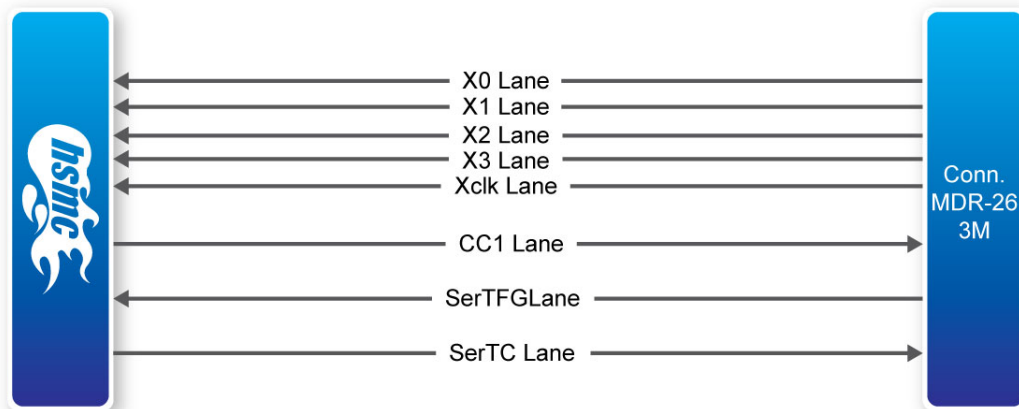 X0 Lane
X1 Lane
X2 Lane
X3 Lane
Xclk Lane
CC1 Lane
SerTFGLane
SerTC Lane
hsmc
Conn.
MDR-26
3M